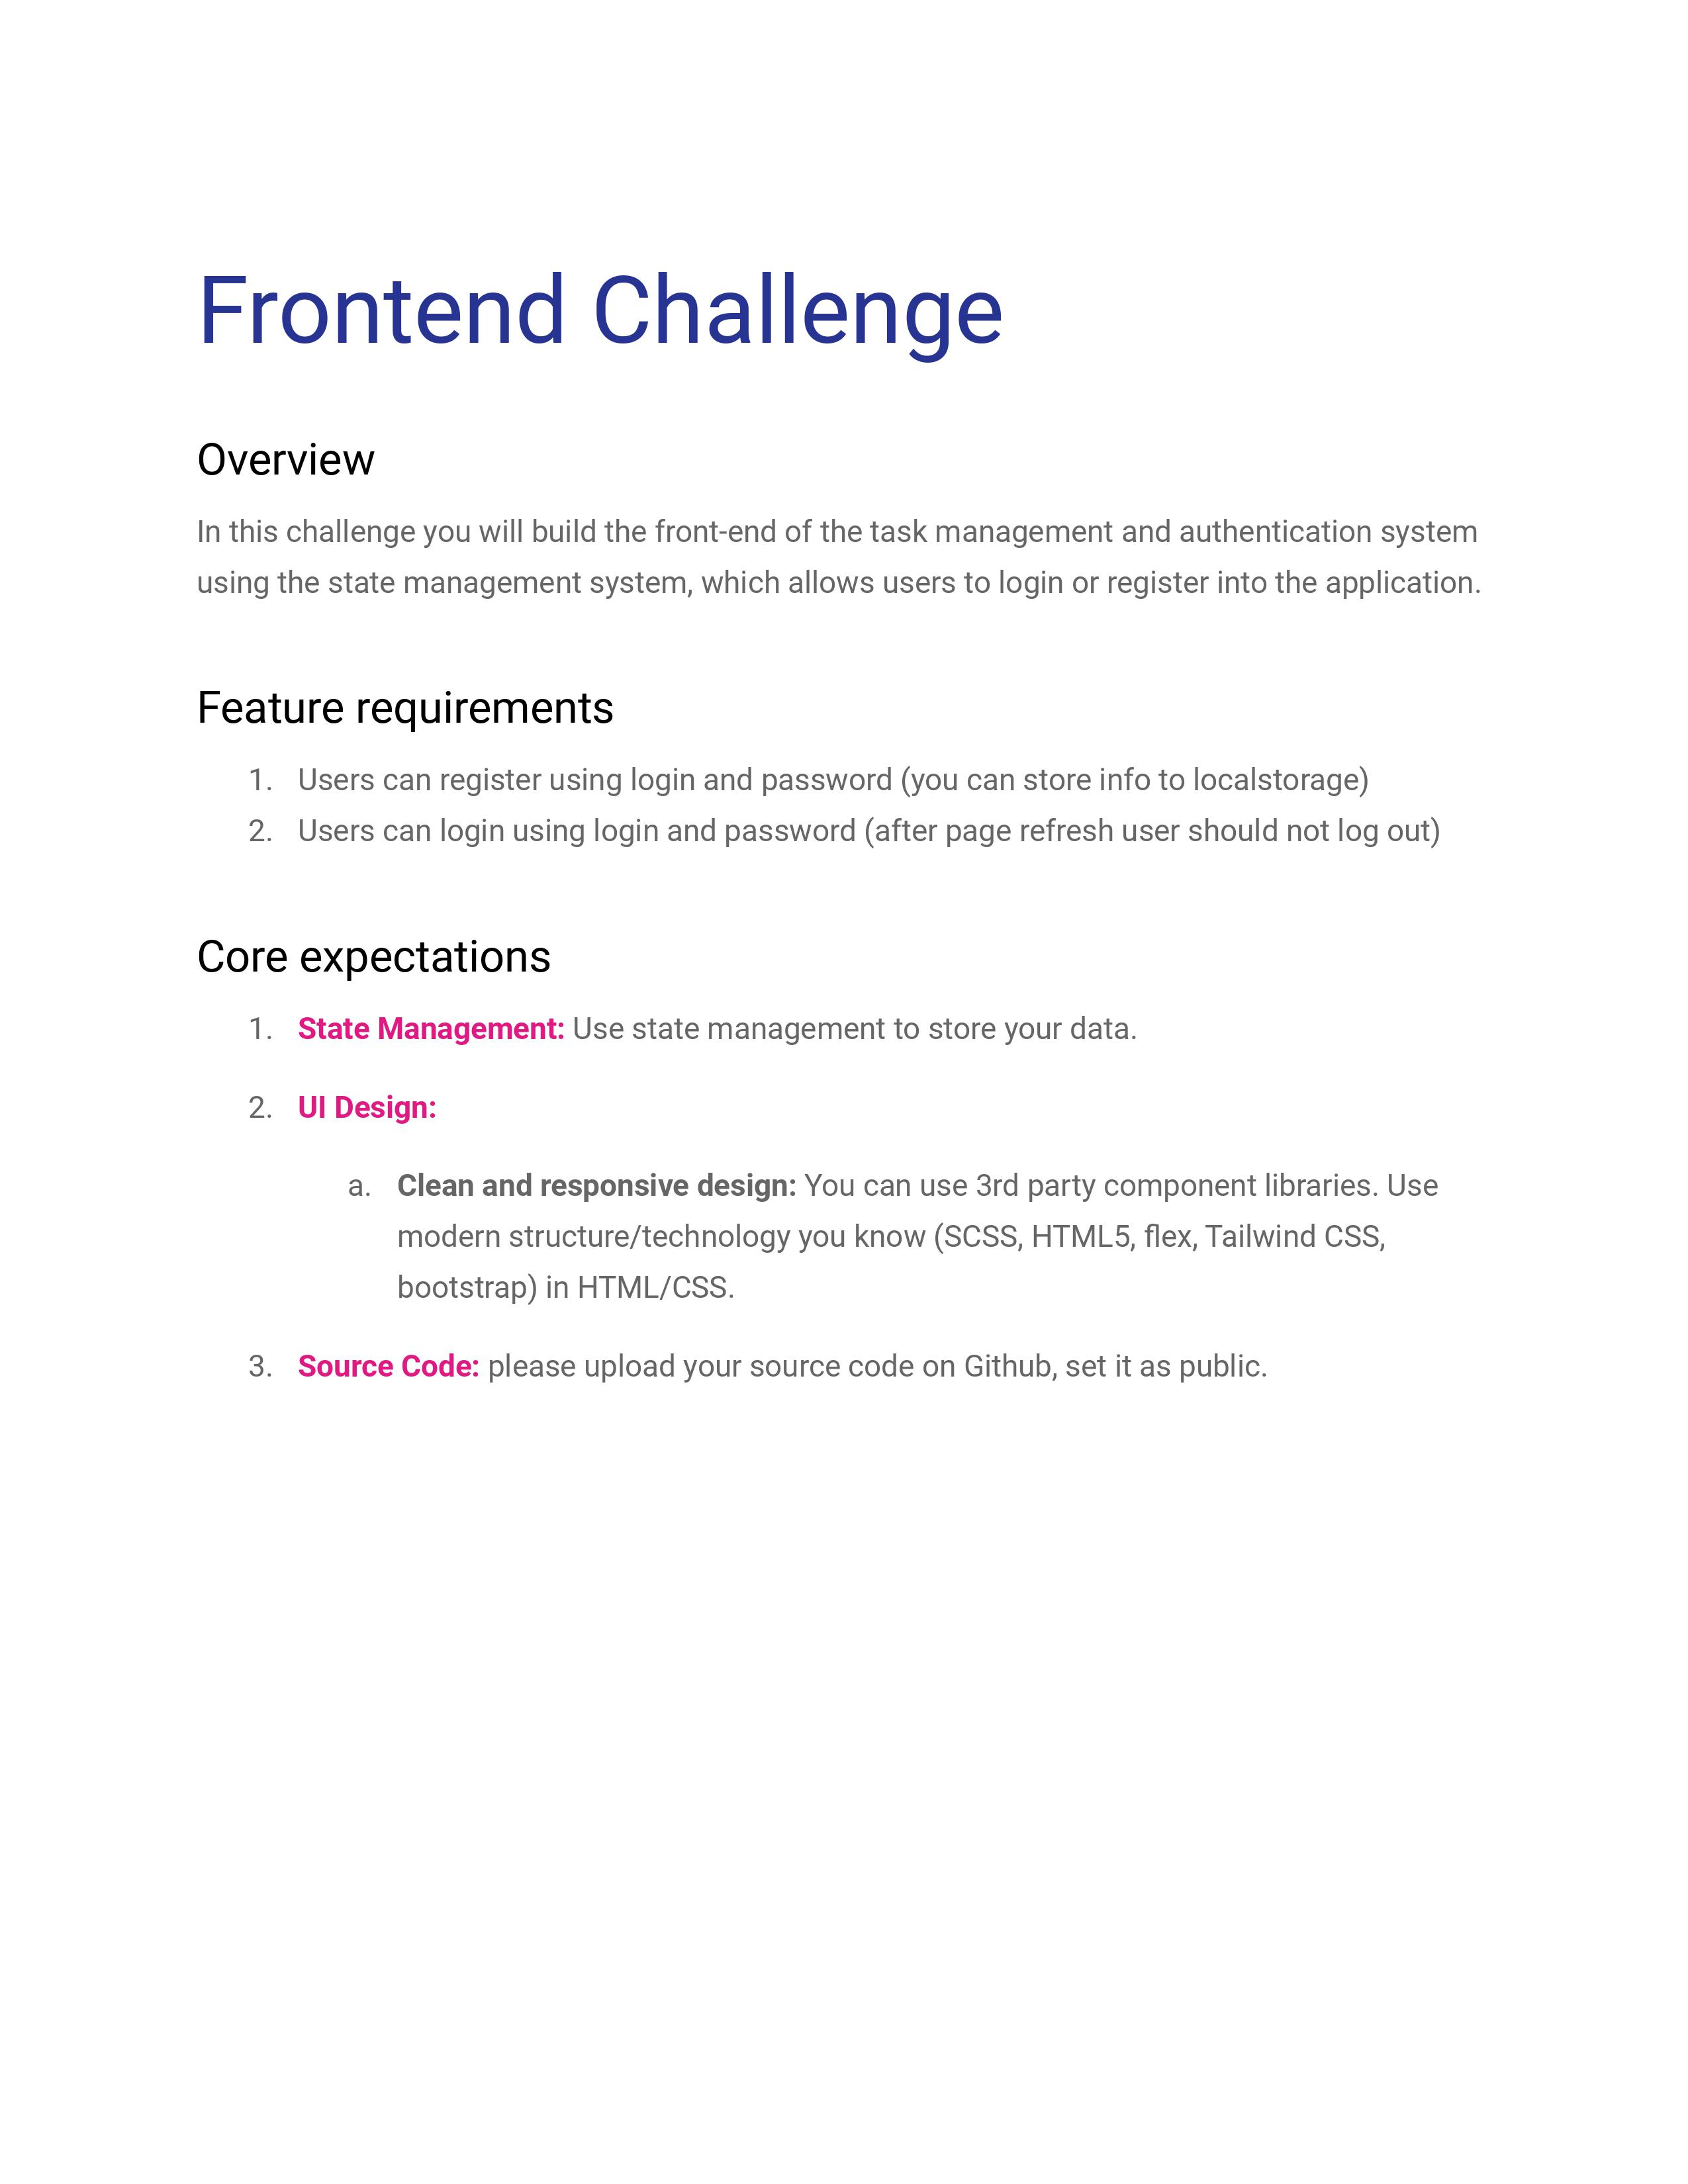 Frontend Challenge
Overview
In this challenge you will build the front-end of the task management and authentication system
using the state management system, which allows users to login or register into the application.
Feature requirements
1. Users can register using login and password (you can store info to localstorage)
2. Users can login using login and password (after page refresh user should not log out)
Core expectations
1. State Management: Use state management to store your data.
2. UI Design:
a. Clean and responsive design: You can use 3rd party component libraries. Use
modern structure/technology you know (SCSS, HTML5, flex, Tailwind CSS,
bootstrap) in HTML/CSS.
3. Source Code: please upload your source code on Github, set it as public.